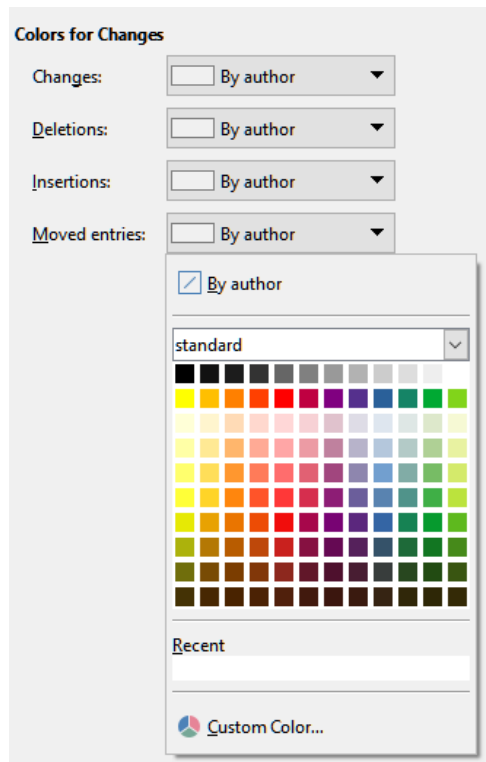 Colors for Changes
Changes: By author
Deletions: By author
Insertions: By author
Moved entries: By author
By author
standard
Recent
Custom Color...